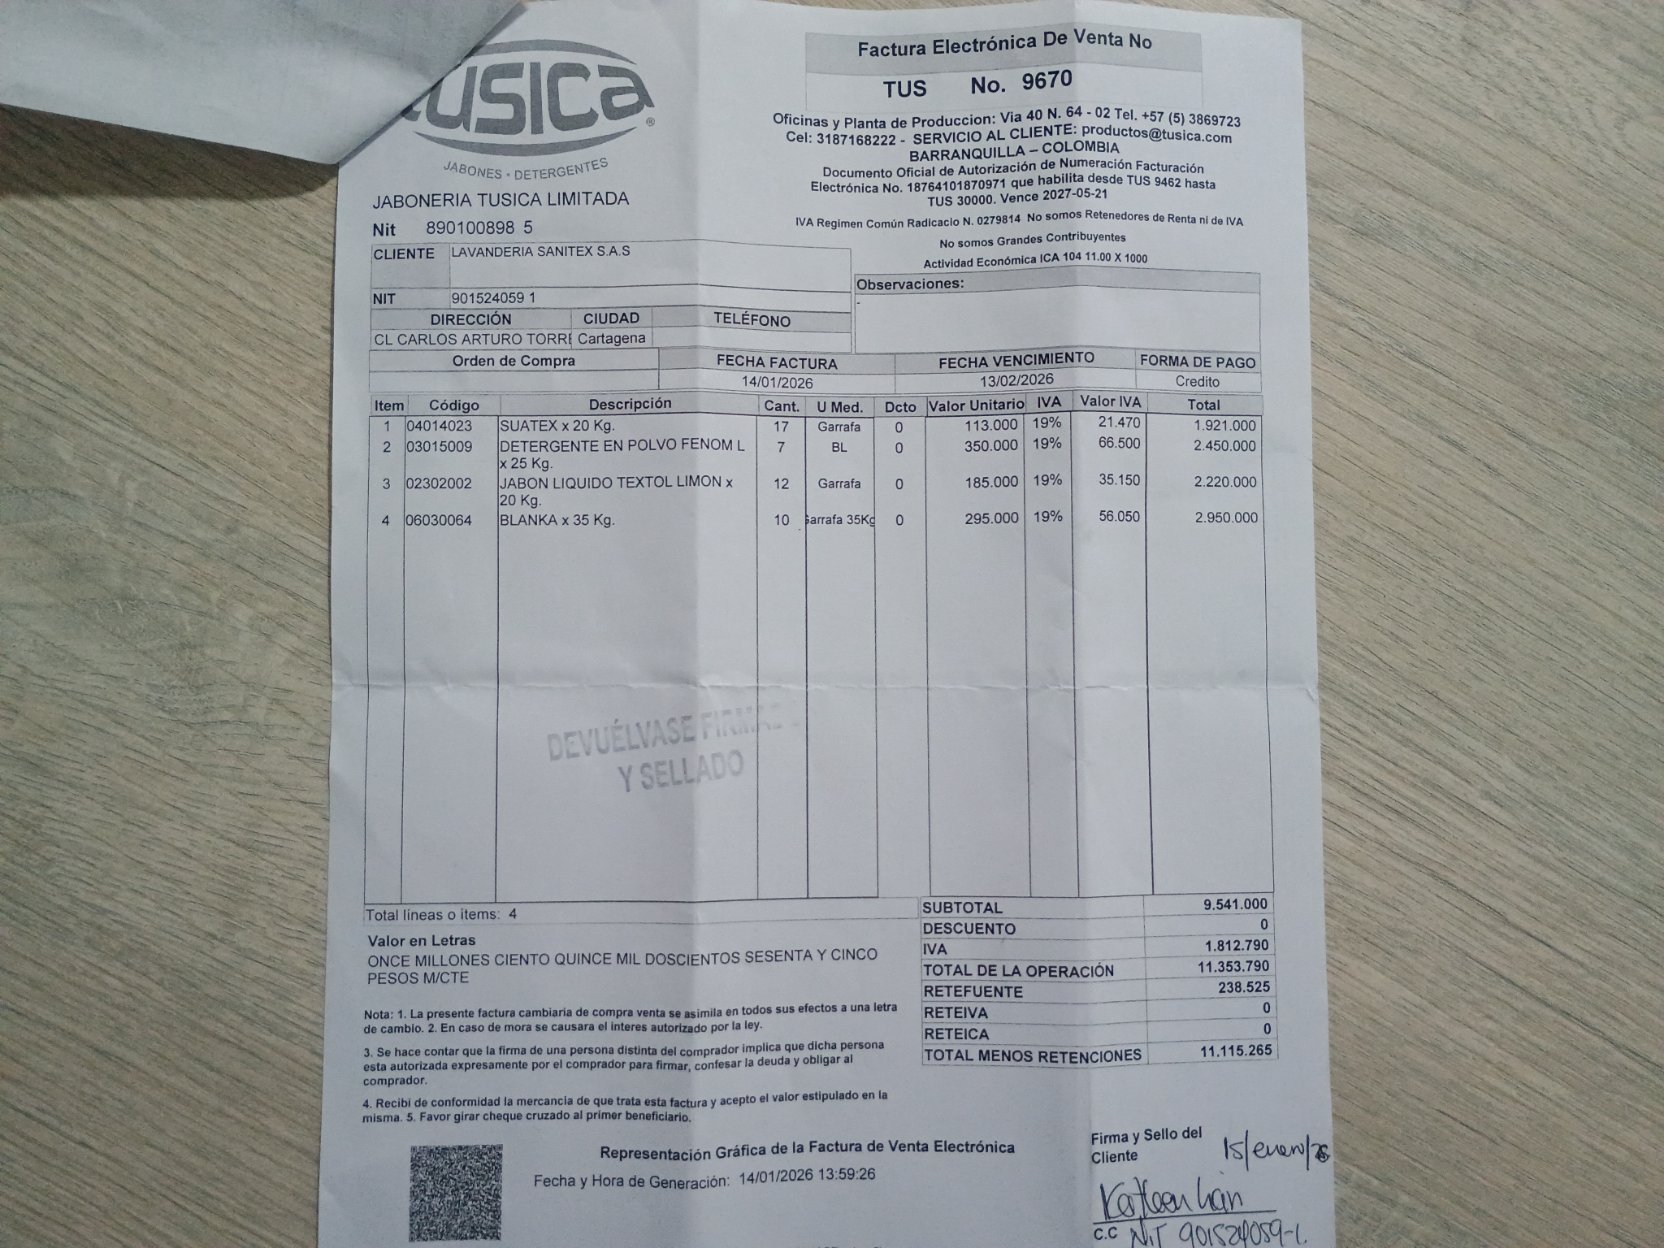 tusica®
JABONES - DETERGENTES
JABONERIA TUSICA LIMITADA
Nit 890100898 5
Factura Electrónica De Venta No
TUS No. 9670
Oficinas y Planta de Produccion: Via 40 N. 64 - 02 Tel. +57 (5) 3869723
Cel: 3187168222 - SERVICIO AL CLIENTE: productos@tusica.com
BARRANQUILLA – COLOMBIA
Documento Oficial de Autorización de Numeración Facturación
Electrónica No. 18764101870971 que habilita desde TUS 9462 hasta
TUS 30000. Vence 2027-05-21
IVA Regimen Común Radicacio N. 0279814 No somos Retenedores de Renta ni de IVA
No somos Grandes Contribuyentes
Actividad Económica ICA 104 11.00 X 1000
CLIENTE LAVANDERIA SANITEX S.A.S
NIT 901524059 1
DIRECCIÓN CIUDAD TELÉFONO
CL CARLOS ARTURO TORRE Cartagena
Observaciones:
-
Orden de Compra FECHA FACTURA FECHA VENCIMIENTO FORMA DE PAGO
14/01/2026 13/02/2026 Credito
Item Código Descripción Cant. U Med. Dcto Valor Unitario IVA Valor IVA Total
1 04014023 SUATEX x 20 Kg. 17 Garrafa 0 113.000 19% 21.470 1.921.000
2 03015009 DETERGENTE EN POLVO FENOM L 7 BL 0 350.000 19% 66.500 2.450.000
x 25 Kg.
3 02302002 JABON LIQUIDO TEXTOL LIMON x 12 Garrafa 0 185.000 19% 35.150 2.220.000
20 Kg.
4 06030064 BLANKA x 35 Kg. 10 Garrafa 35Kg 0 295.000 19% 56.050 2.950.000
DEVUÉLVASE FIRMADO
Y SELLADO
Total lineas o items: 4
Valor en Letras
ONCE MILLONES CIENTO QUINCE MIL DOSCIENTOS SESENTA Y CINCO
PESOS M/CTE
SUBTOTAL 9.541.000
DESCUENTO 0
IVA 1.812.790
TOTAL DE LA OPERACIÓN 11.353.790
RETEFUENTE 238.525
RETEIVA 0
RETEICA 0
TOTAL MENOS RETENCIONES 11.115.265
Nota: 1. La presente factura cambiaria de compra venta se asimila en todos sus efectos a una letra
de cambio. 2. En caso de mora se causara el interes autorizado por la ley.
3. Se hace contar que la firma de una persona distinta del comprador implica que dicha persona
esta autorizada expresamente por el comprador para firmar, confesar la deuda y obligar al
comprador.
4. Recibi de conformidad la mercancia de que trata esta factura y acepto el valor estipulado en la
misma. 5. Favor girar cheque cruzado al primer beneficiario.
Representación Gráfica de la Factura de Venta Electrónica
Fecha y Hora de Generación: 14/01/2026 13:59:26
Firma y Sello del
Cliente 15/enero/26
C.C NIT 901524059-1.